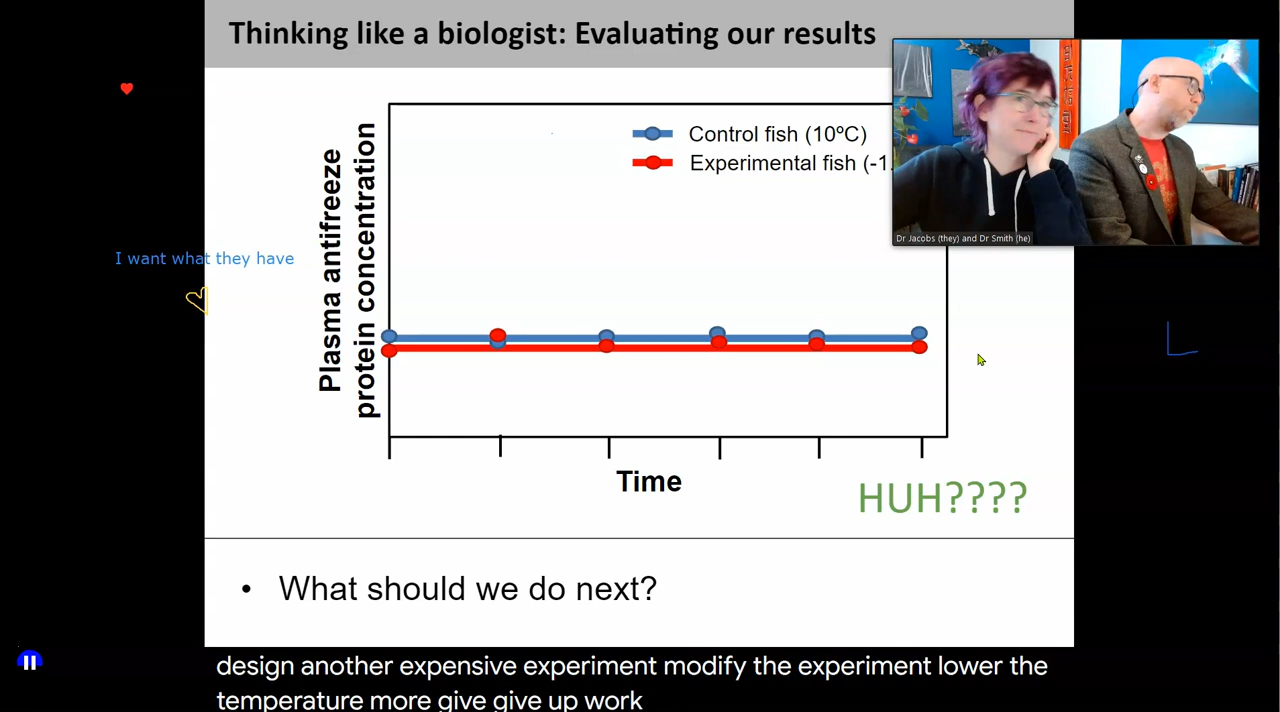 Thinking like a biologist: Evaluating our results
Control fish (10ºC)
Experimental fish (-1.
Dr Jacobs (they) and Dr Smith (he)
Plasma antifreeze
protein concentration
I want what they have
Time
HUH????
• What should we do next?
design another expensive experiment modify the experiment lower the
temperature more give give up work